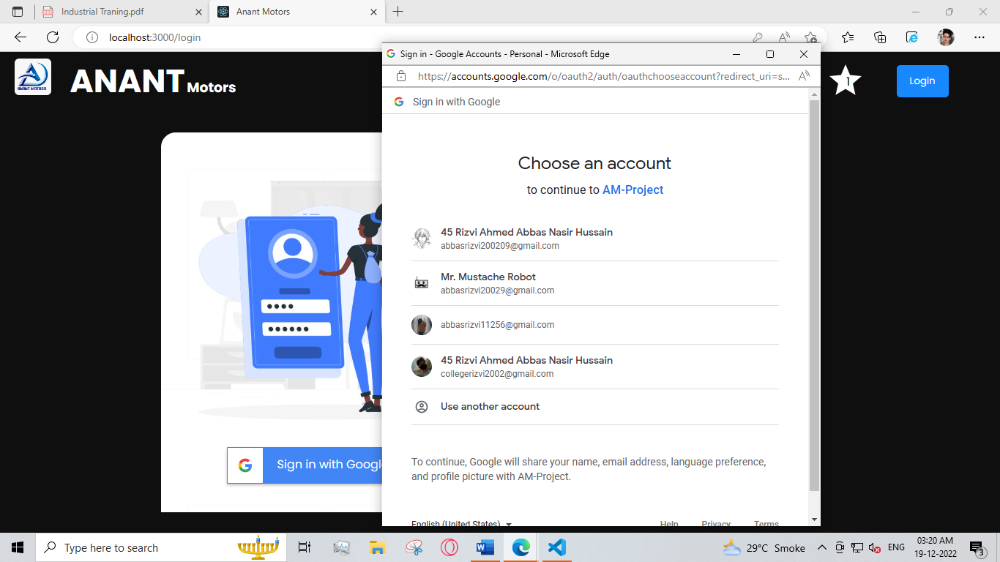 Industrial Traning.pdf
Anant Motors
localhost:3000/login
ANANT MOTORS
ANANT Motors
1
Login
Sign in with Google
Sign in - Google Accounts - Personal - Microsoft Edge
https://accounts.google.com/o/oauth2/auth/oauthchooseaccount?redirect_uri=s...
Sign in with Google
Choose an account
to continue to AM-Project
45 Rizvi Ahmed Abbas Nasir Hussain
abbasrizvi200209@gmail.com
Mr. Mustache Robot
abbasrizvi20029@gmail.com
abbasrizvi11256@gmail.com
45 Rizvi Ahmed Abbas Nasir Hussain
collegerizvi2002@gmail.com
Use another account
To continue, Google will share your name, email address, language preference,
and profile picture with AM-Project.
English (United States) Help Privacy Terms
Type here to search
29°C Smoke
ENG
03:20 AM
19-12-2022
3